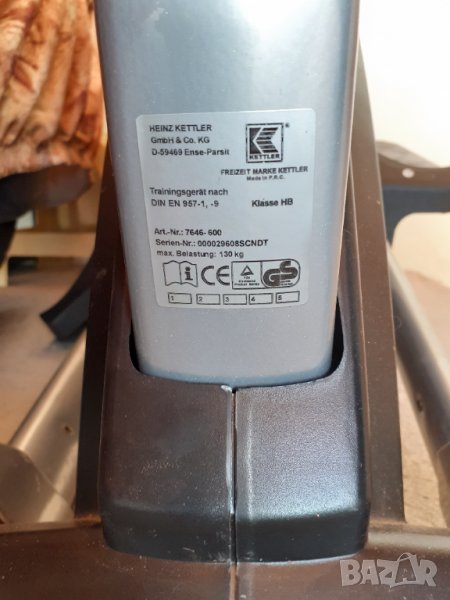 HEINZ KETTLER
GmbH & Co. KG
D-59469 Ense-Parsit
KETTLER
®
FREIZEIT MARKE KETTLER
Made in P.R.C.
Trainingsgerät nach
DIN EN 957-1, -9 Klasse HB
Art.-Nr.: 7646-600
Serien-Nr.: 000029608SCNDT
max. Belastung: 130 kg
i CE GS
1 2 3 4 5
BAZAR